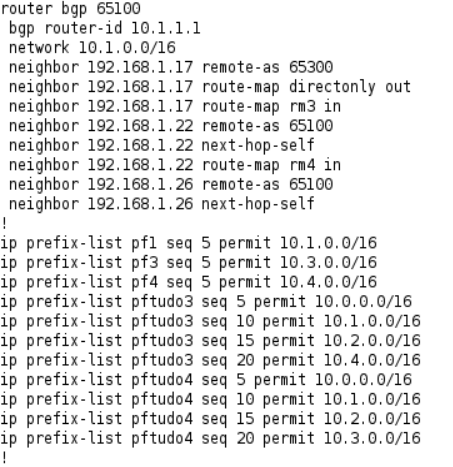 router bgp 65100
 bgp router-id 10.1.1.1
 network 10.1.0.0/16
 neighbor 192.168.1.17 remote-as 65300
 neighbor 192.168.1.17 route-map directonly out
 neighbor 192.168.1.17 route-map rm3 in
 neighbor 192.168.1.22 remote-as 65100
 neighbor 192.168.1.22 next-hop-self
 neighbor 192.168.1.22 route-map rm4 in
 neighbor 192.168.1.26 remote-as 65100
 neighbor 192.168.1.26 next-hop-self
!
ip prefix-list pf1 seq 5 permit 10.1.0.0/16
ip prefix-list pf3 seq 5 permit 10.3.0.0/16
ip prefix-list pf4 seq 5 permit 10.4.0.0/16
ip prefix-list pftudo3 seq 5 permit 10.0.0.0/16
ip prefix-list pftudo3 seq 10 permit 10.1.0.0/16
ip prefix-list pftudo3 seq 15 permit 10.2.0.0/16
ip prefix-list pftudo3 seq 20 permit 10.4.0.0/16
ip prefix-list pftudo4 seq 5 permit 10.0.0.0/16
ip prefix-list pftudo4 seq 10 permit 10.1.0.0/16
ip prefix-list pftudo4 seq 15 permit 10.2.0.0/16
ip prefix-list pftudo4 seq 20 permit 10.3.0.0/16
!